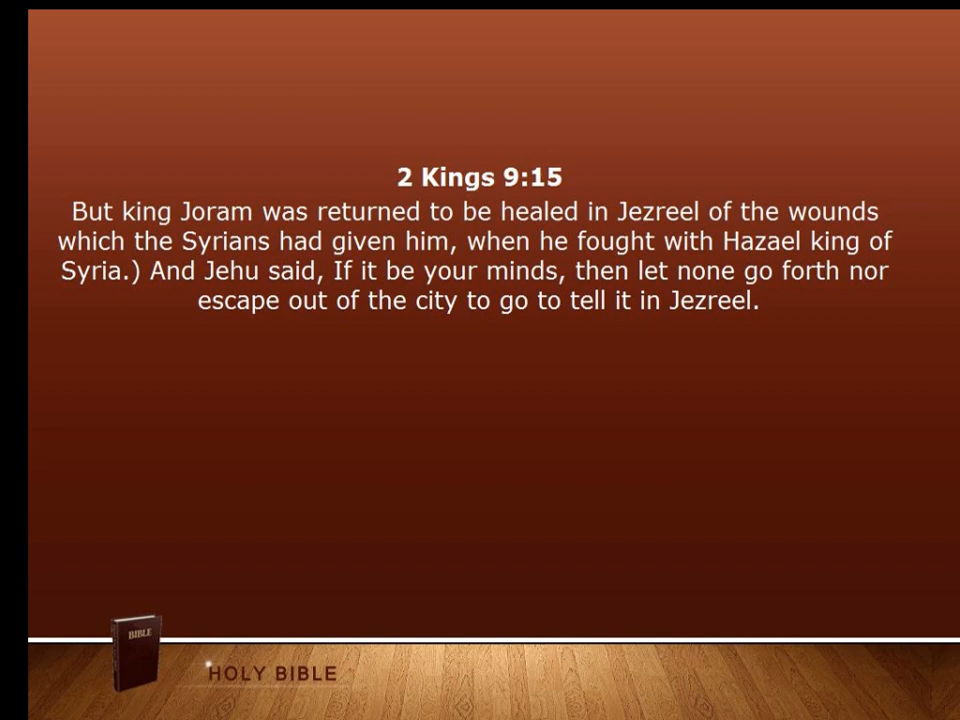 2 Kings 9:15
But king Joram was returned to be healed in Jezreel of the wounds
which the Syrians had given him, when he fought with Hazael king of
Syria.) And Jehu said, If it be your minds, then let none go forth nor
escape out of the city to go to tell it in Jezreel.
BIBLE
HOLY BIBLE